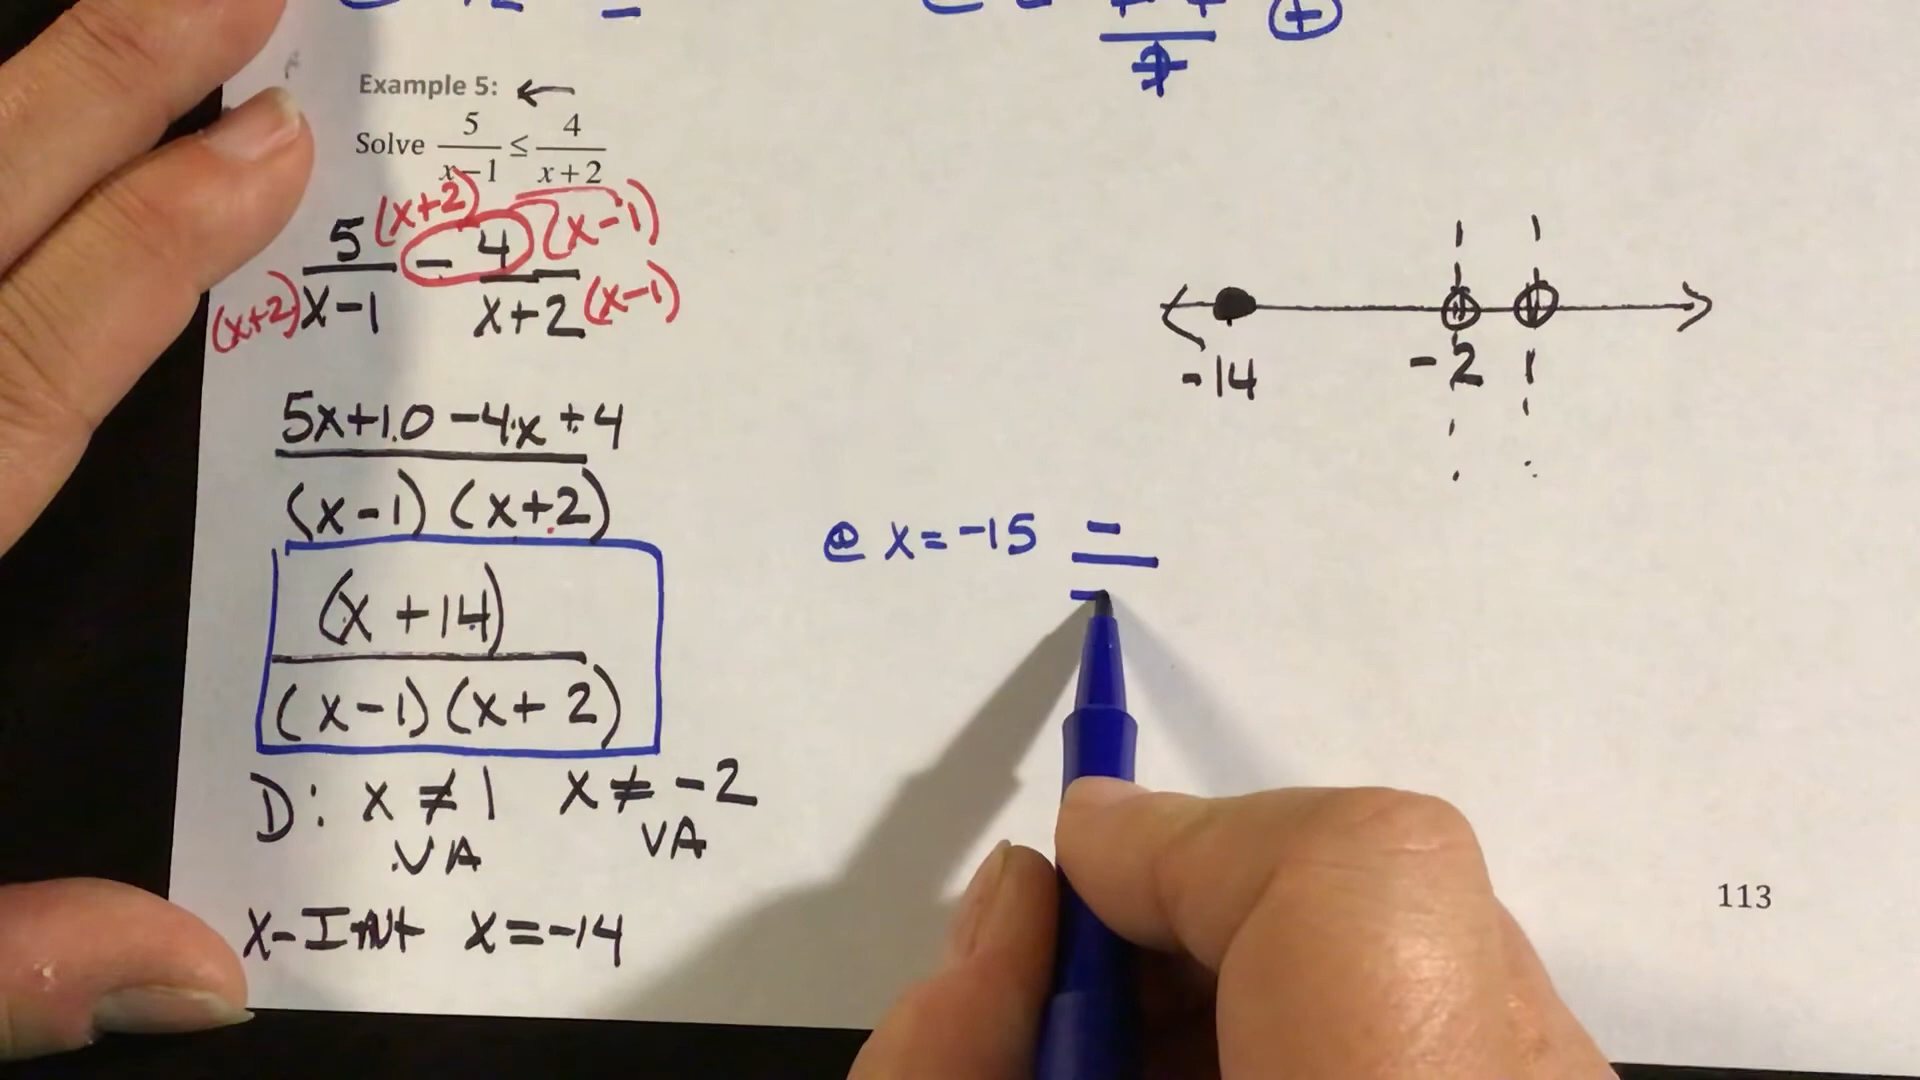 Example 5: ←
Solve 5/(x−1) ≤ 4/(x+2)
5(x+2) − 4(x−1)
(x+2)x−1 x+2(x−1)
5x+10 −4x+4
(x−1) (x+2)
(x +14)
(x−1) (x+ 2)
D: x ≠ 1 x ≠ −2
VA VA
x−Int x=−14
-14 -2 1
@ x=−15 −
−
113